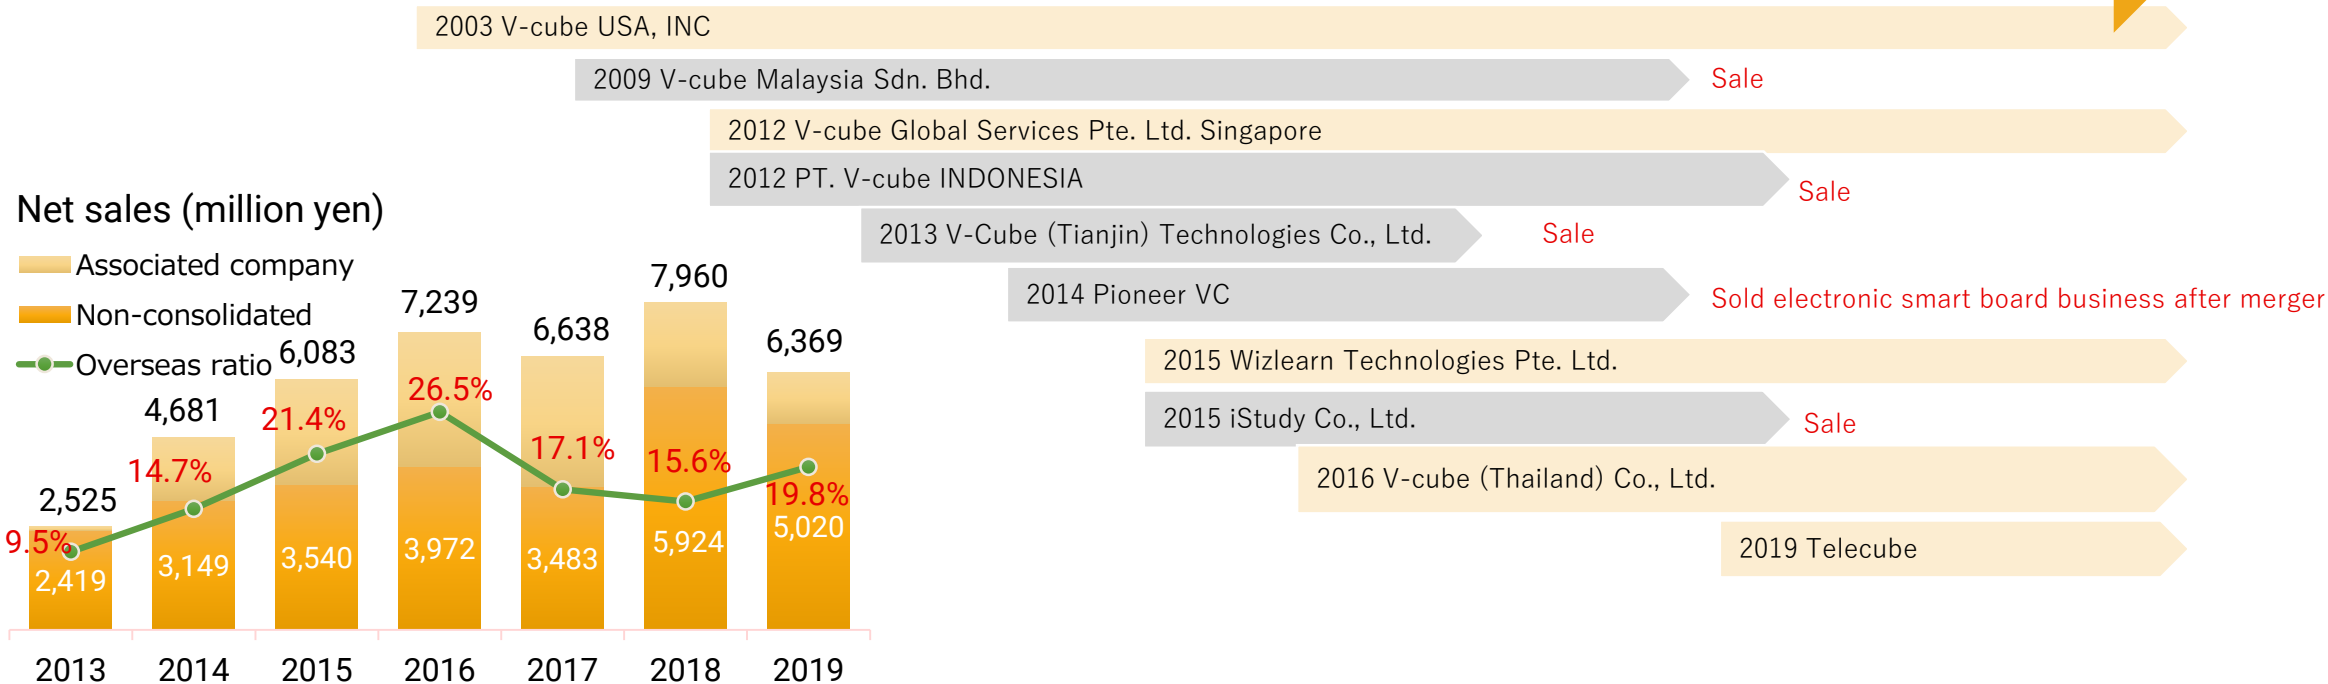 2003 V-cube USA, INC
2009 V-cube Malaysia Sdn. Bhd.
Sale
2012 V-cube Global Services Pte. Ltd. Singapore
2012 PT. V-cube INDONESIA
Sale
2013 V-Cube (Tianjin) Technologies Co., Ltd.
Sale
2014 Pioneer VC
Sold electronic smart board business after merger
2015 Wizlearn Technologies Pte. Ltd.
2015 iStudy Co., Ltd.
Sale
2016 V-cube (Thailand) Co., Ltd.
2019 Telecube
Net sales (million yen)
Associated company
Non-consolidated
Overseas ratio
2,525
4,681
6,083
7,239
6,638
7,960
6,369
9.5%
14.7%
21.4%
26.5%
17.1%
15.6%
19.8%
2,419
3,149
3,540
3,972
3,483
5,924
5,020
2013
2014
2015
2016
2017
2018
2019